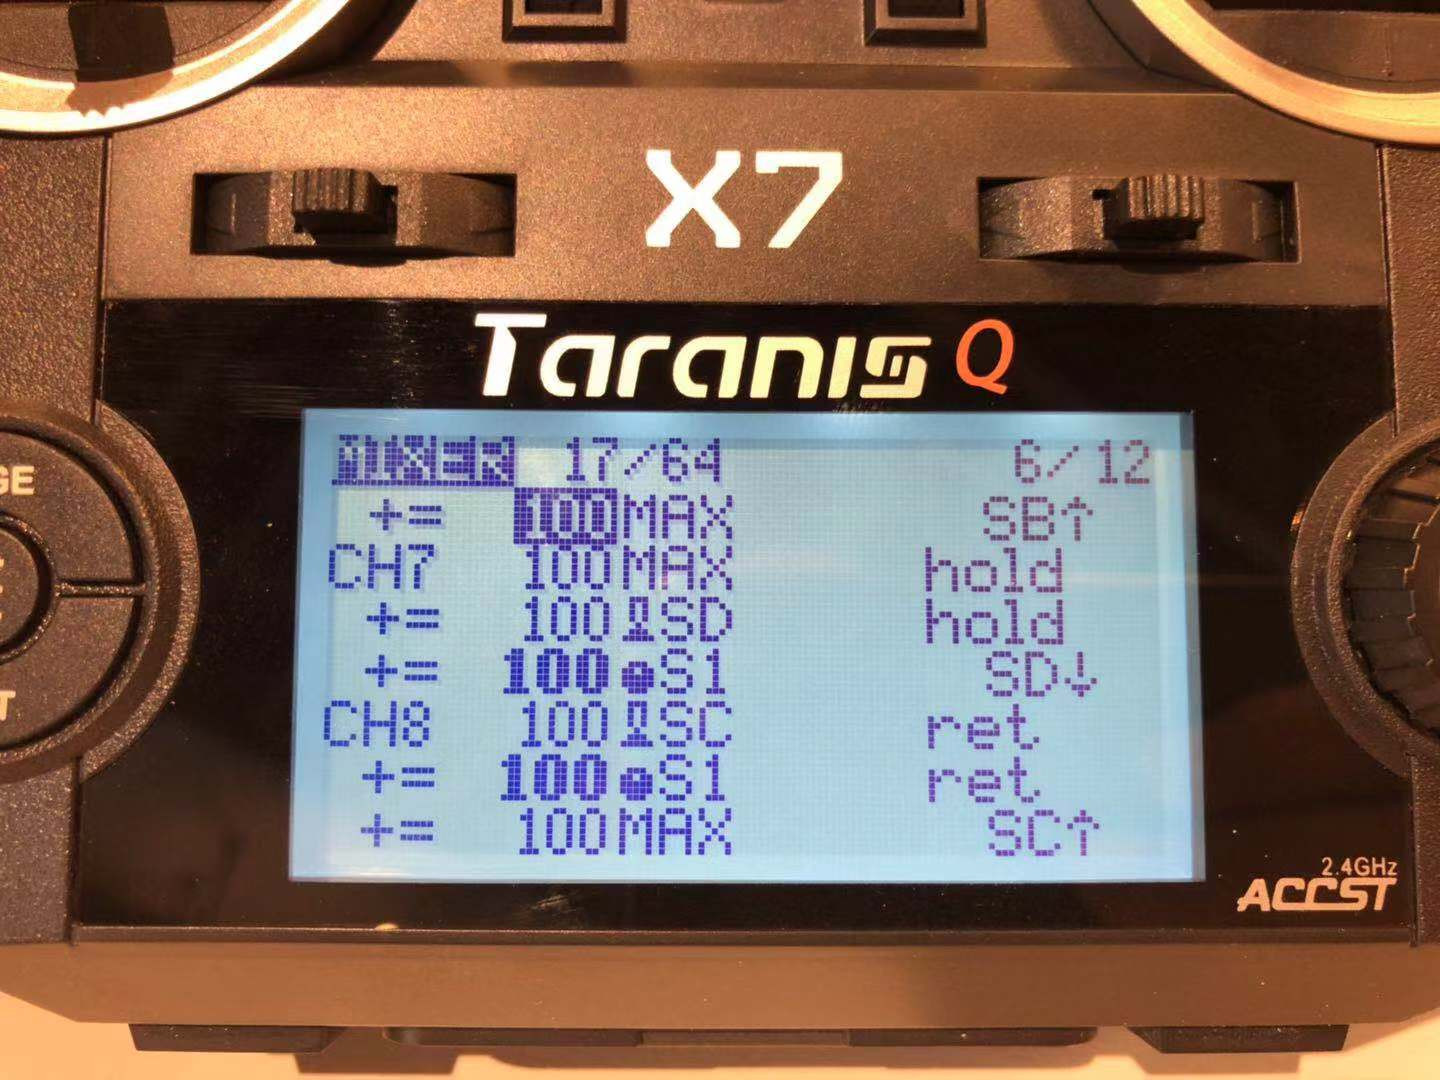 X7
Taranis Q
GE
MIXER 17/64 6/12
+= 100 MAX SB↑
CH7 100 MAX hold
+= 100 SD hold
+= 100 S1 SD↓
CH8 100 SC ret
+= 100 S1 ret
+= 100 MAX SC↑
T
2.4GHz
ACCST